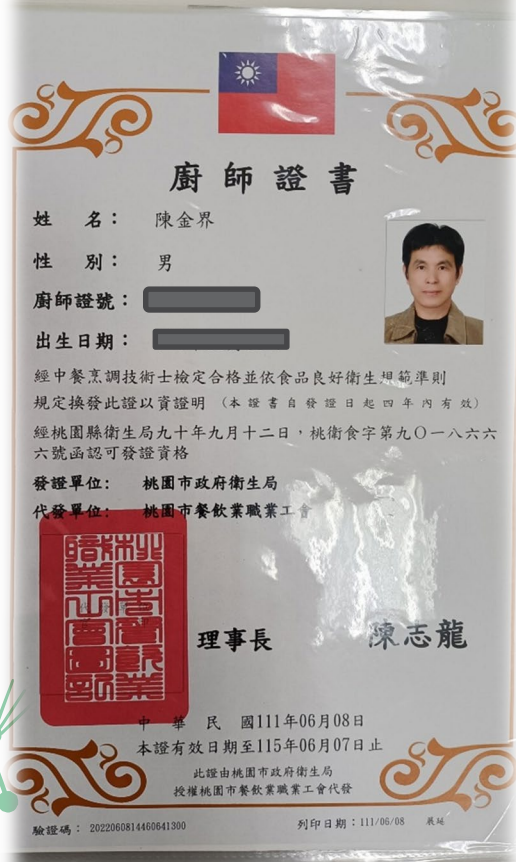 廚師證書
姓 名： 陳金界
性 別： 男
廚師證號：
出生日期：
經中餐烹調技術士檢定合格並依食品良好衛生規範準則
規定換發此證以資證明 （本證書自發證日起四年內有效）
經桃園縣衛生局九十年九月十二日，桃衛食字第九〇一八六六
六號函認可發證資格
發證單位： 桃園市政府衛生局
代發單位： 桃園市餐飲業職業工會
理事長 陳志龍
中華民國111年06月08日
本證有效日期至115年06月07日止
此證由桃園市政府衛生局
授權桃園市餐飲業職業工會代發
驗證碼： 2022060814460641300 列印日期：111/06/08 展延